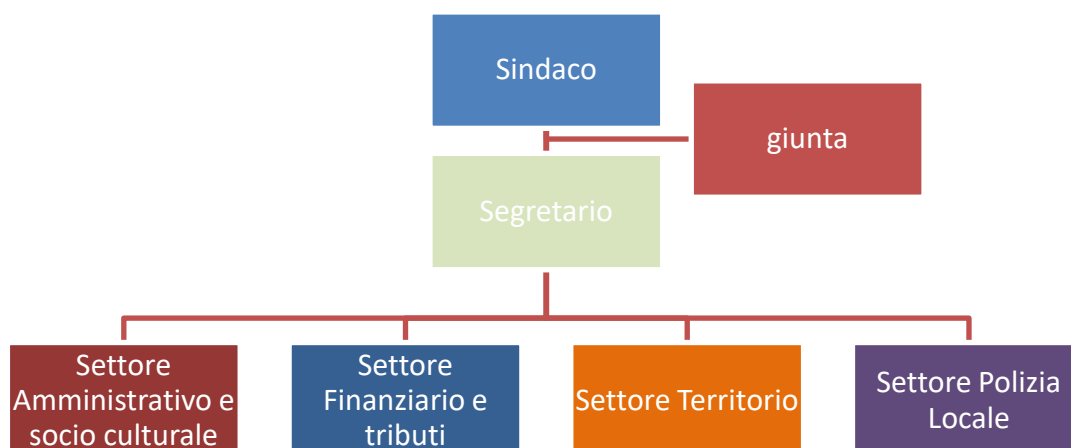 Sindaco
giunta
Segretario
Settore
Amministrativo e
socio culturale
Settore
Finanziario e
tributi
Settore Territorio
Settore Polizia
Locale